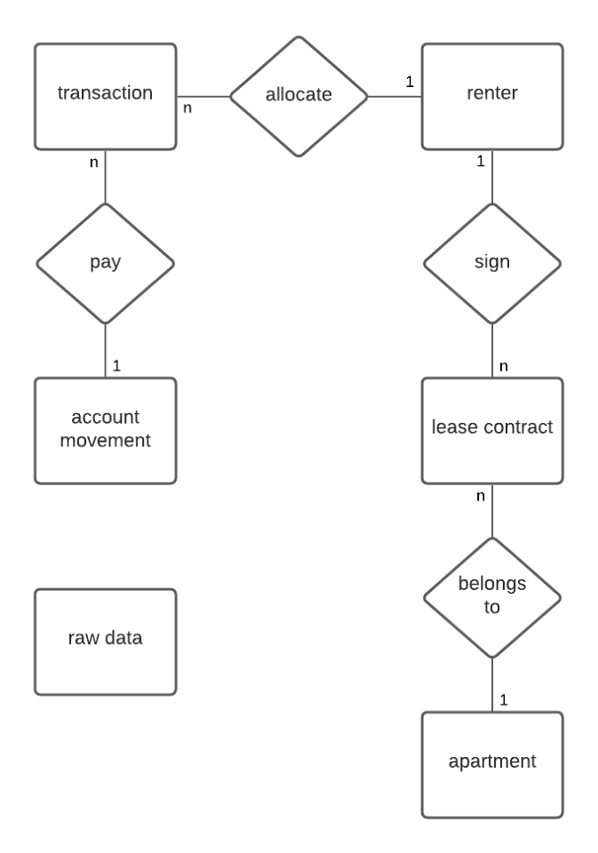 transaction
n
allocate
1
renter
n
pay
1
account
movement
1
sign
n
lease contract
n
belongs
to
1
apartment
raw data